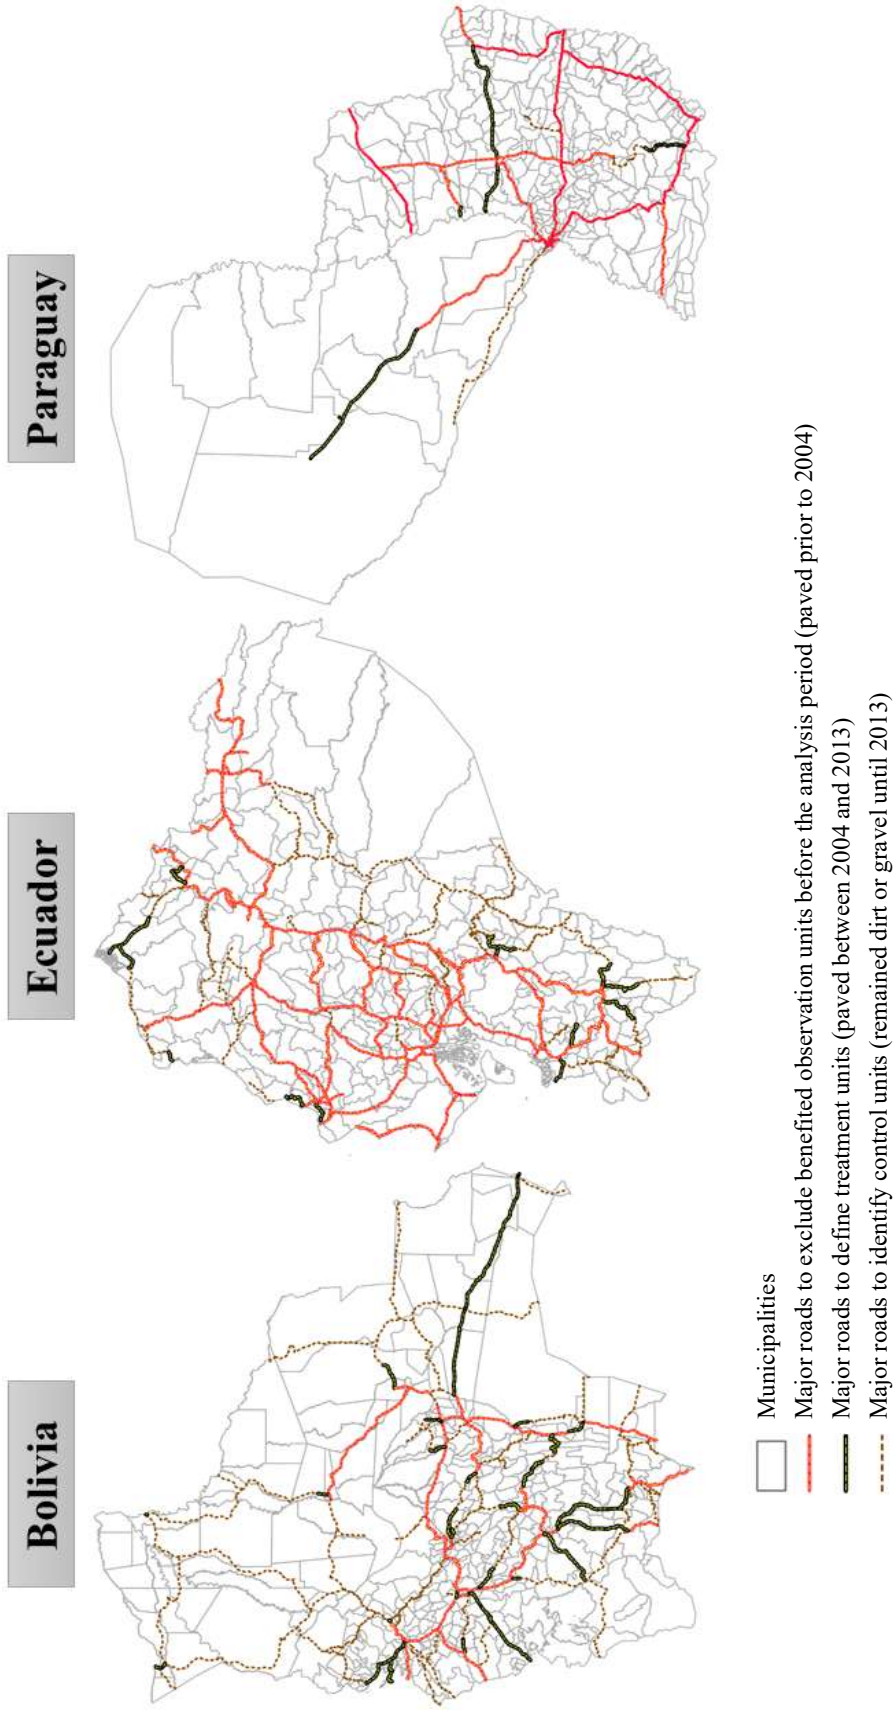 Bolivia
Ecuador
Paraguay
Municipalities
Major roads to exclude benefited observation units before the analysis period (paved prior to 2004)
Major roads to define treatment units (paved between 2004 and 2013)
Major roads to identify control units (remained dirt or gravel until 2013)